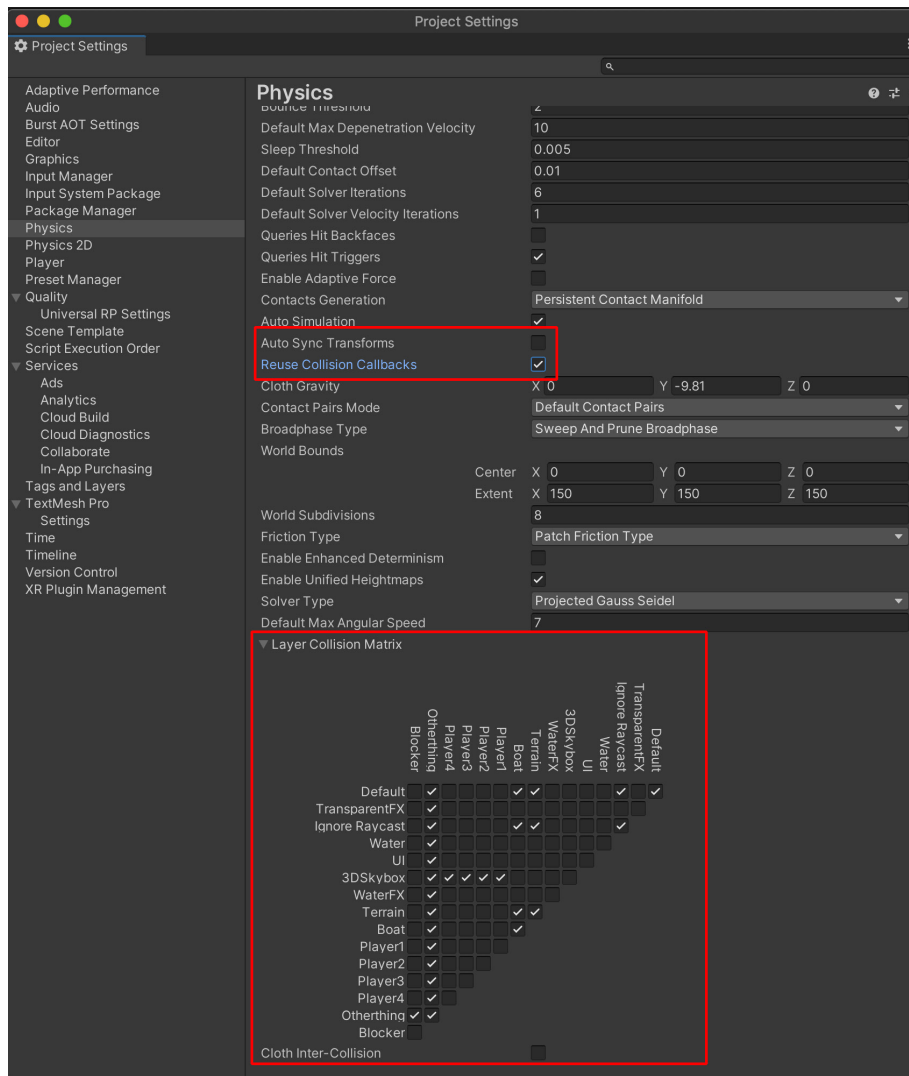 Project Settings
Project Settings
Adaptive Performance
Audio
Burst AOT Settings
Editor
Graphics
Input Manager
Input System Package
Package Manager
Physics
Physics 2D
Player
Preset Manager
Quality
Universal RP Settings
Scene Template
Script Execution Order
Services
Ads
Analytics
Cloud Build
Cloud Diagnostics
Collaborate
In-App Purchasing
Tags and Layers
TextMesh Pro
Settings
Time
Timeline
Version Control
XR Plugin Management
Physics
Bounce Threshold 2
Default Max Depenetration Velocity 10
Sleep Threshold 0.005
Default Contact Offset 0.01
Default Solver Iterations 6
Default Solver Velocity Iterations 1
Queries Hit Backfaces
Queries Hit Triggers
Enable Adaptive Force
Contacts Generation Persistent Contact Manifold
Auto Simulation
Auto Sync Transforms
Reuse Collision Callbacks
Cloth Gravity X 0 Y -9.81 Z 0
Contact Pairs Mode Default Contact Pairs
Broadphase Type Sweep And Prune Broadphase
World Bounds
Center X 0 Y 0 Z 0
Extent X 150 Y 150 Z 150
World Subdivisions 8
Friction Type Patch Friction Type
Enable Enhanced Determinism
Enable Unified Heightmaps
Solver Type Projected Gauss Seidel
Default Max Angular Speed 7
Layer Collision Matrix
Blocker
Otherthing
Player4
Player3
Player2
Player1
Boat
Terrain
WaterFX
3DSkybox
UI
Water
Ignore Raycast
TransparentFX
Default
Default
TransparentFX
Ignore Raycast
Water
UI
3DSkybox
WaterFX
Terrain
Boat
Player1
Player2
Player3
Player4
Otherthing
Blocker
Cloth Inter-Collision